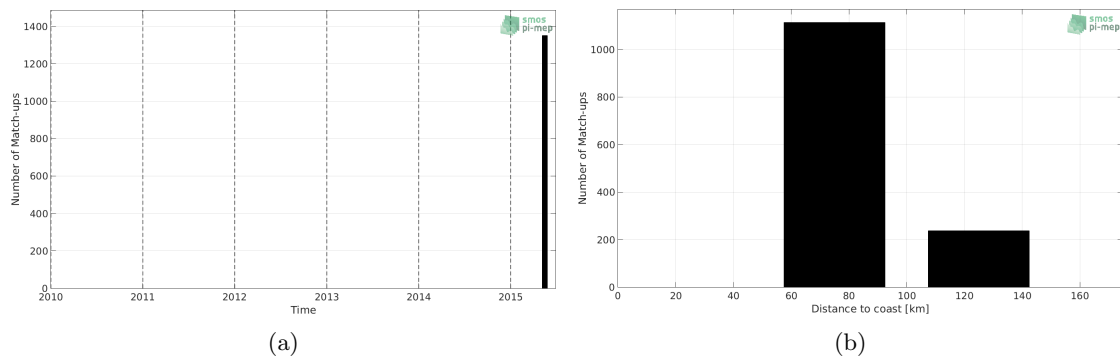 smos
pi-mep
Number of Match-ups
1400
1200
1000
800
600
400
200
0
2010 2011 2012 2013 2014 2015
Time
(a)
smos
pi-mep
Number of Match-ups
1000
800
600
400
200
0
0 20 40 60 80 100 120 140 160
Distance to coast [km]
(b)